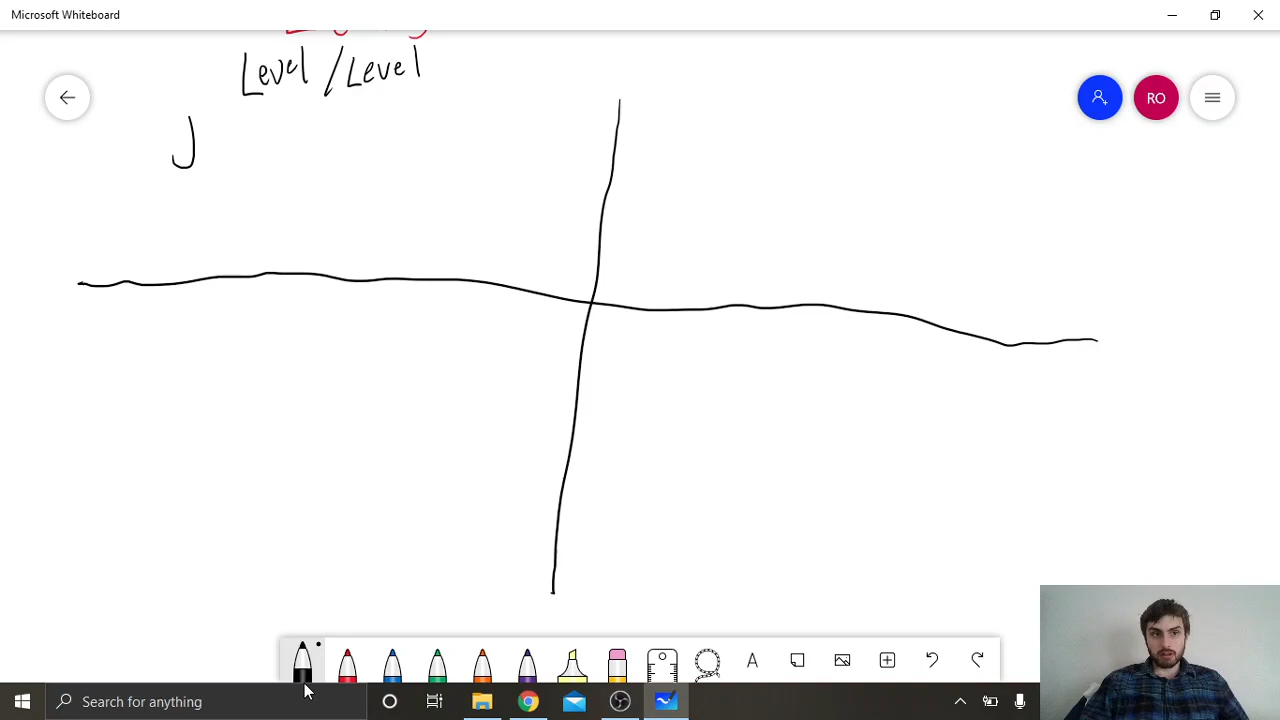 Microsoft Whiteboard
Level / Level
J
RO
A
Search for anything